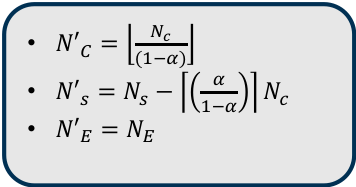 • N'_C = ⌊N_c / (1−α)⌋
• N'_s = N_s − ⌈(α / 1−α)⌉ N_c
• N'_E = N_E